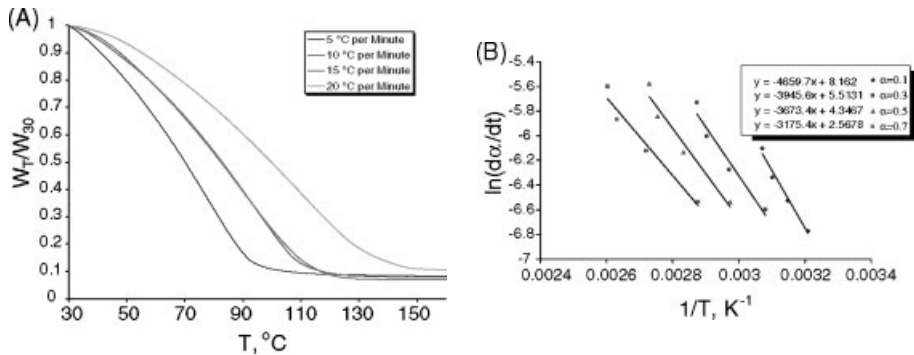 (A)
1
0.9
0.8
0.7
0.6
0.5
0.4
0.3
0.2
0.1
0
W_T/W_30
30
50
70
90
110
130
150
T, °C
5 °C per Minute
10 °C per Minute
15 °C per Minute
20 °C per Minute
(B)
-5
-5.2
-5.4
-5.6
-5.8
-6
-6.2
-6.4
-6.6
-6.8
-7
ln(dα/dt)
0.0024
0.0026
0.0028
0.003
0.0032
0.0034
1/T, K⁻¹
y = -4659.7x + 8.162 α=0.1
y = -3945.6x + 5.5131 α=0.3
y = -3673.4x + 4.3467 α=0.5
y = -3175.4x + 2.5678 α=0.7